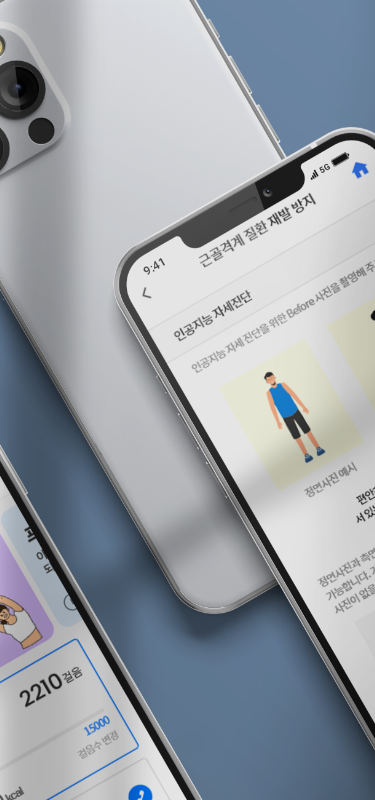 9:41
5G
근골격계 질환 재발 방지
인공지능 자세진단
인공지능 자세 진단을 위한 Before 사진을 촬영해 주
정면사진 예시
편안
서 있
정면사진과 측면
가능합니다.
사진이 없을
2210 걸음
15000
걸음수 변경
kcal